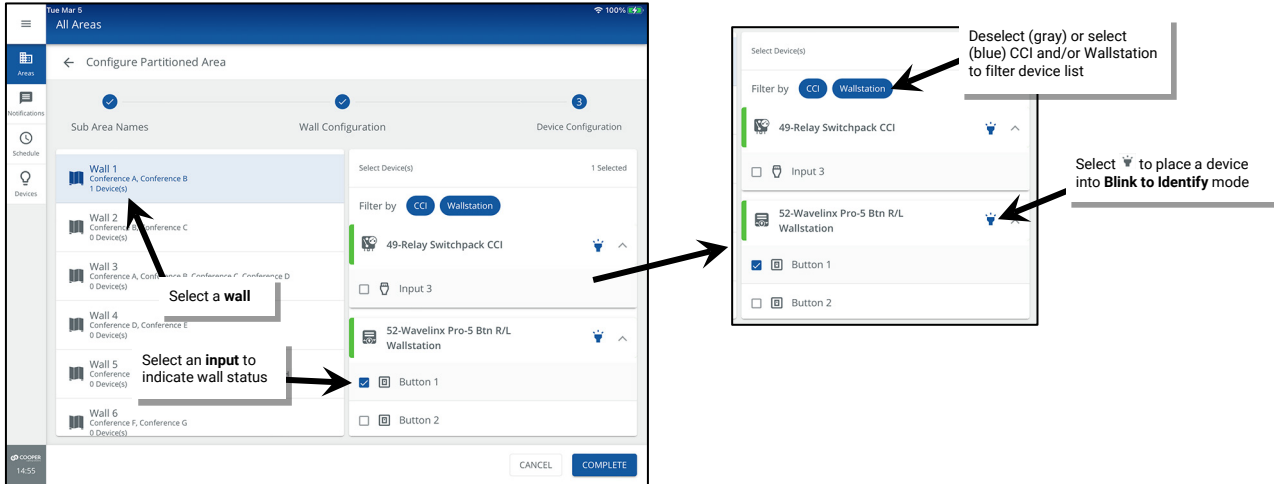 Tue Mar 5
100%
All Areas
Areas
Notifications
Schedule
Devices
Configure Partitioned Area
3
Sub Area Names
Wall Configuration
Device Configuration
Wall 1
Conference A, Conference B
1 Device(s)
Wall 2
Conference B, Conference C
0 Device(s)
Wall 3
Conference A, Conference B, Conference C, Conference D
0 Device(s)
Wall 4
Conference D, Conference E
0 Device(s)
Wall 5
Conference
0 Device(s)
Wall 6
Conference F, Conference G
0 Device(s)
Select a wall
Select an input to
indicate wall status
Select Device(s)
1 Selected
Filter by CCI Wallstation
49-Relay Switchpack CCI
Input 3
52-Wavelinx Pro-5 Btn R/L
Wallstation
Button 1
Button 2
CANCEL
COMPLETE
COOPER
14:55
Select Device(s)
Filter by CCI Wallstation
49-Relay Switchpack CCI
Input 3
52-Wavelinx Pro-5 Btn R/L
Wallstation
Button 1
Button 2
Deselect (gray) or select
(blue) CCI and/or Wallstation
to filter device list
Select to place a device
into Blink to Identify mode